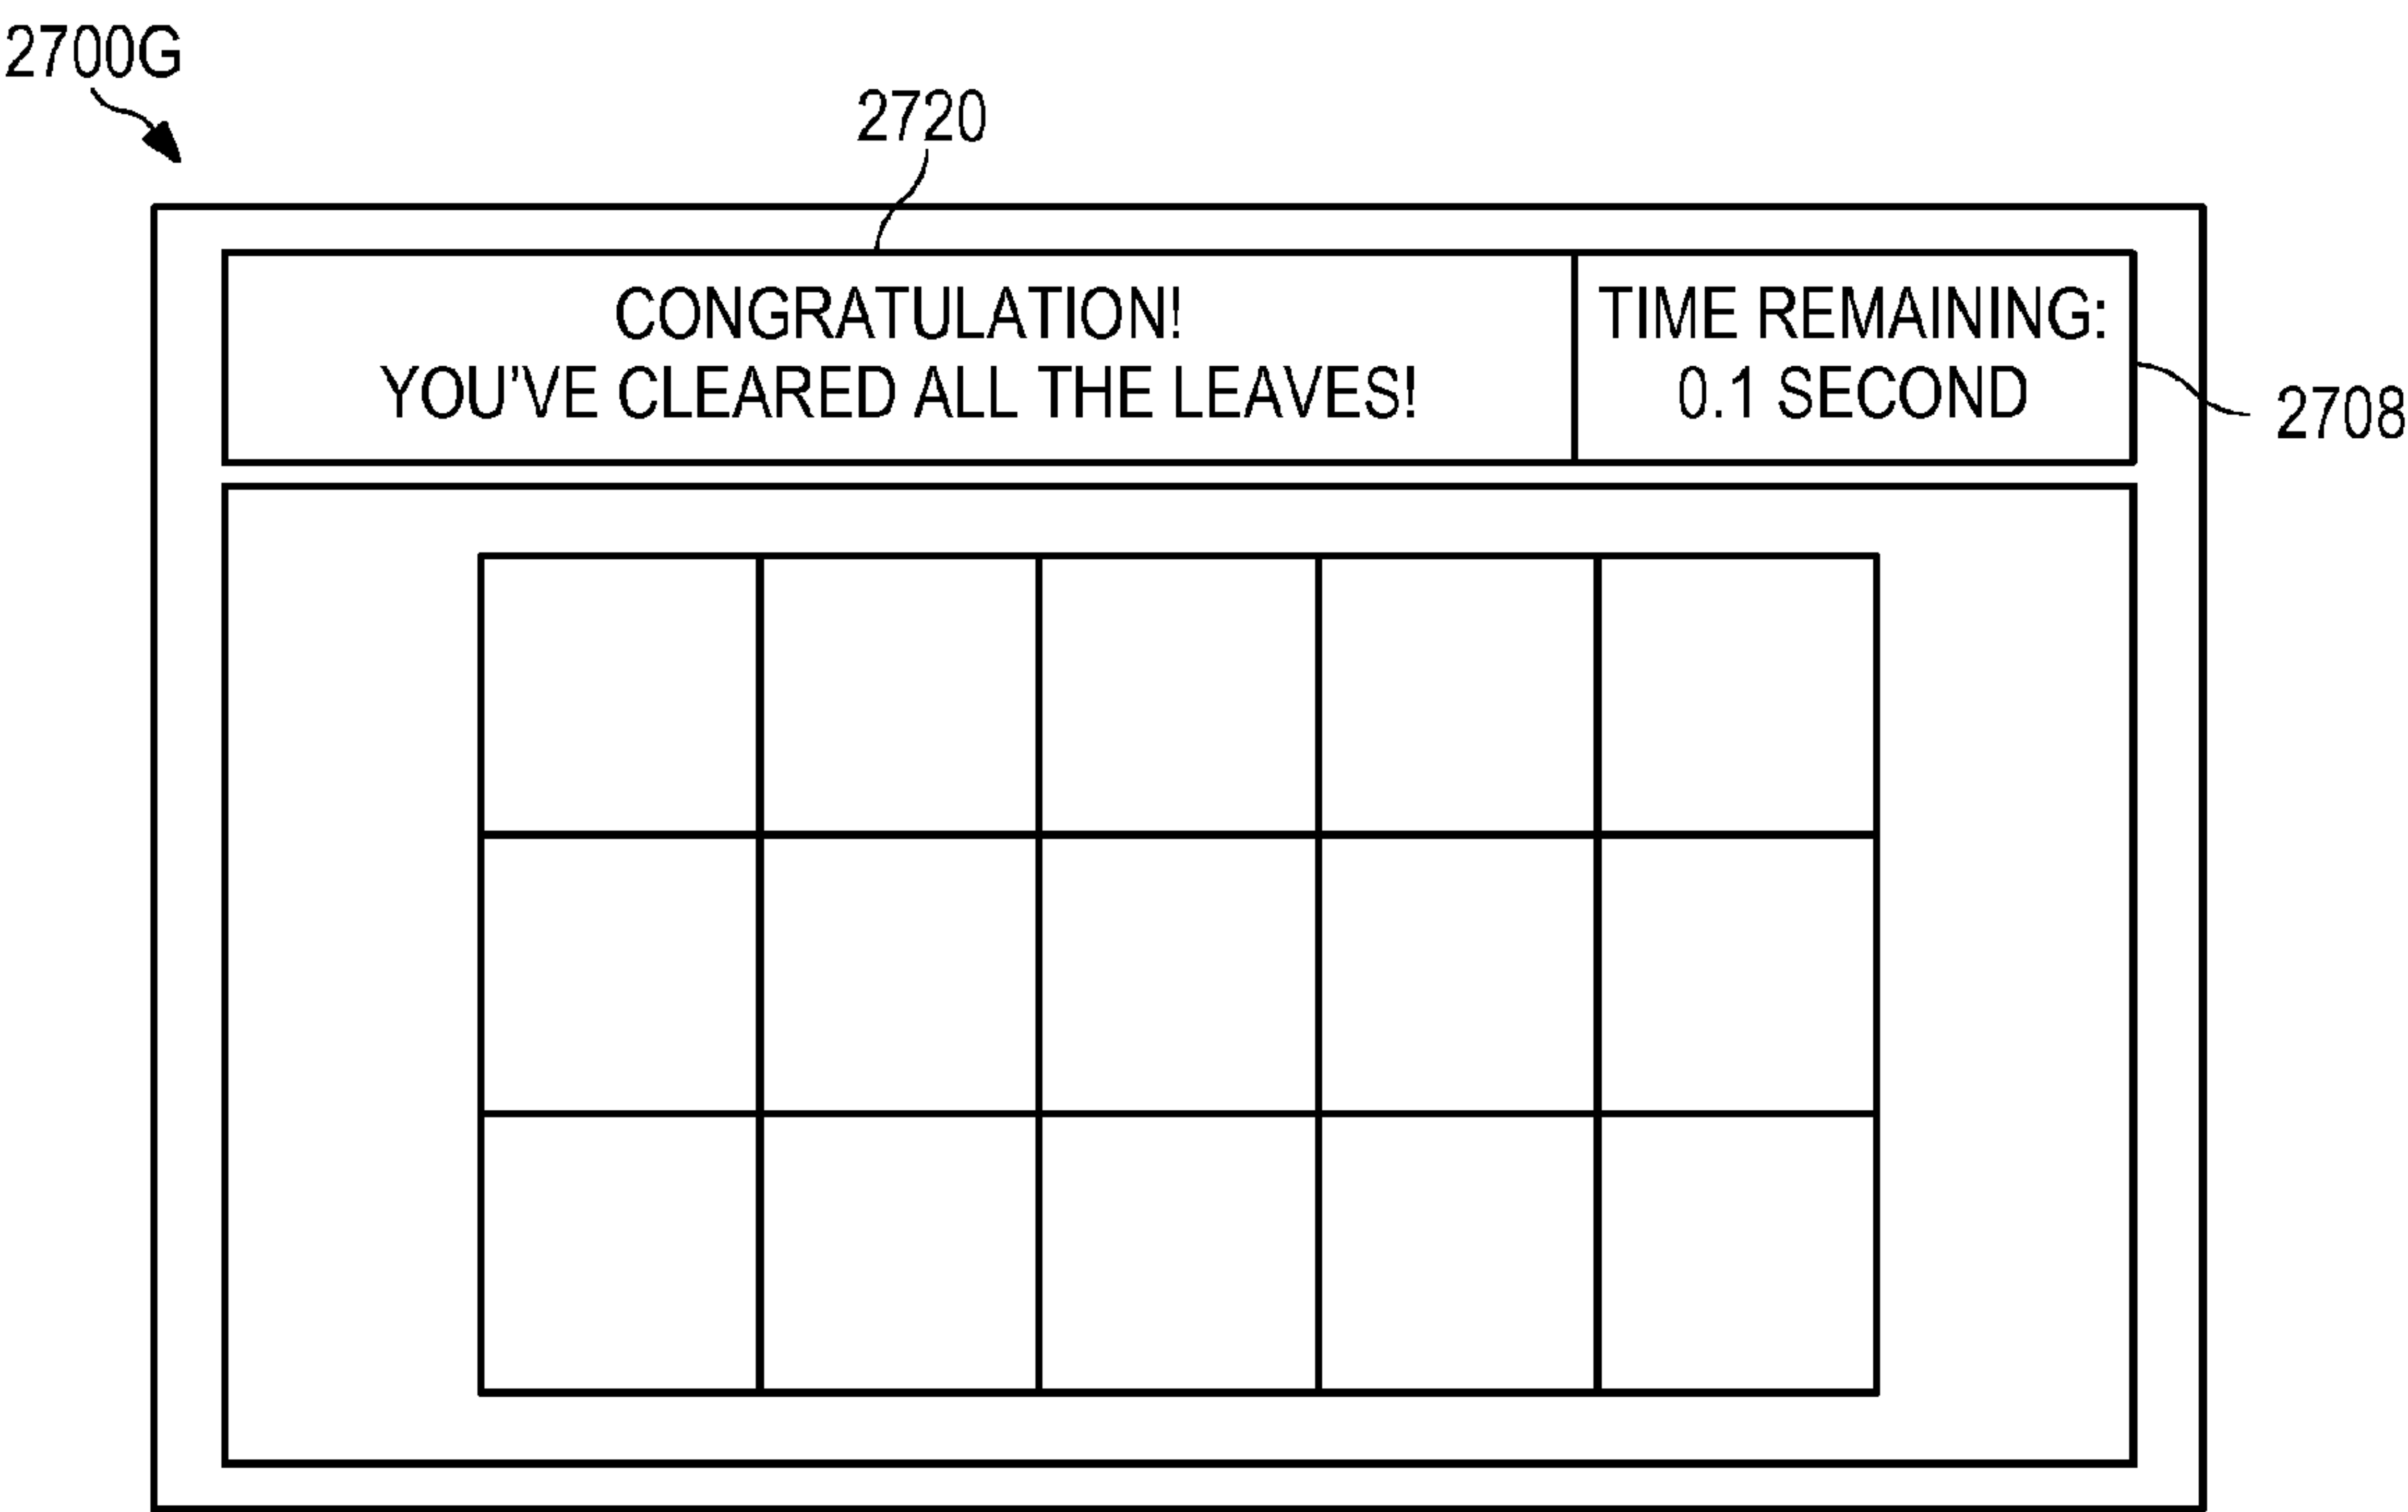 2700G
2720
CONGRATULATION!
YOU'VE CLEARED ALL THE LEAVES!
TIME REMAINING:
0.1 SECOND
2708